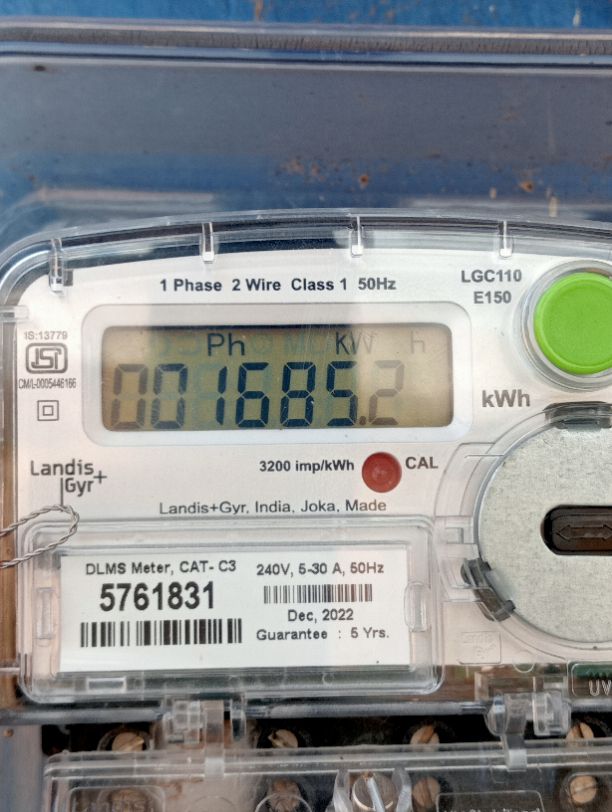 1 Phase 2 Wire Class 1 50Hz
LGC110
E150
IS:13779
ISI
CM/L-0005446166
Ph KW h
001685.2
kWh
3200 imp/kWh
CAL
Landis
Gyr+
Landis+Gyr, India, Joka, Made
DLMS Meter, CAT- C3
5761831
240V, 5-30 A, 50Hz
Dec, 2022
Guarantee : 5 Yrs.
UV